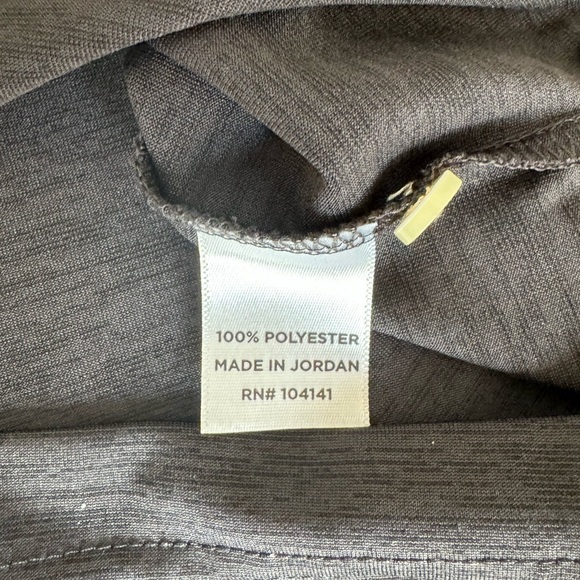 100% POLYESTER
MADE IN JORDAN
RN# 104141